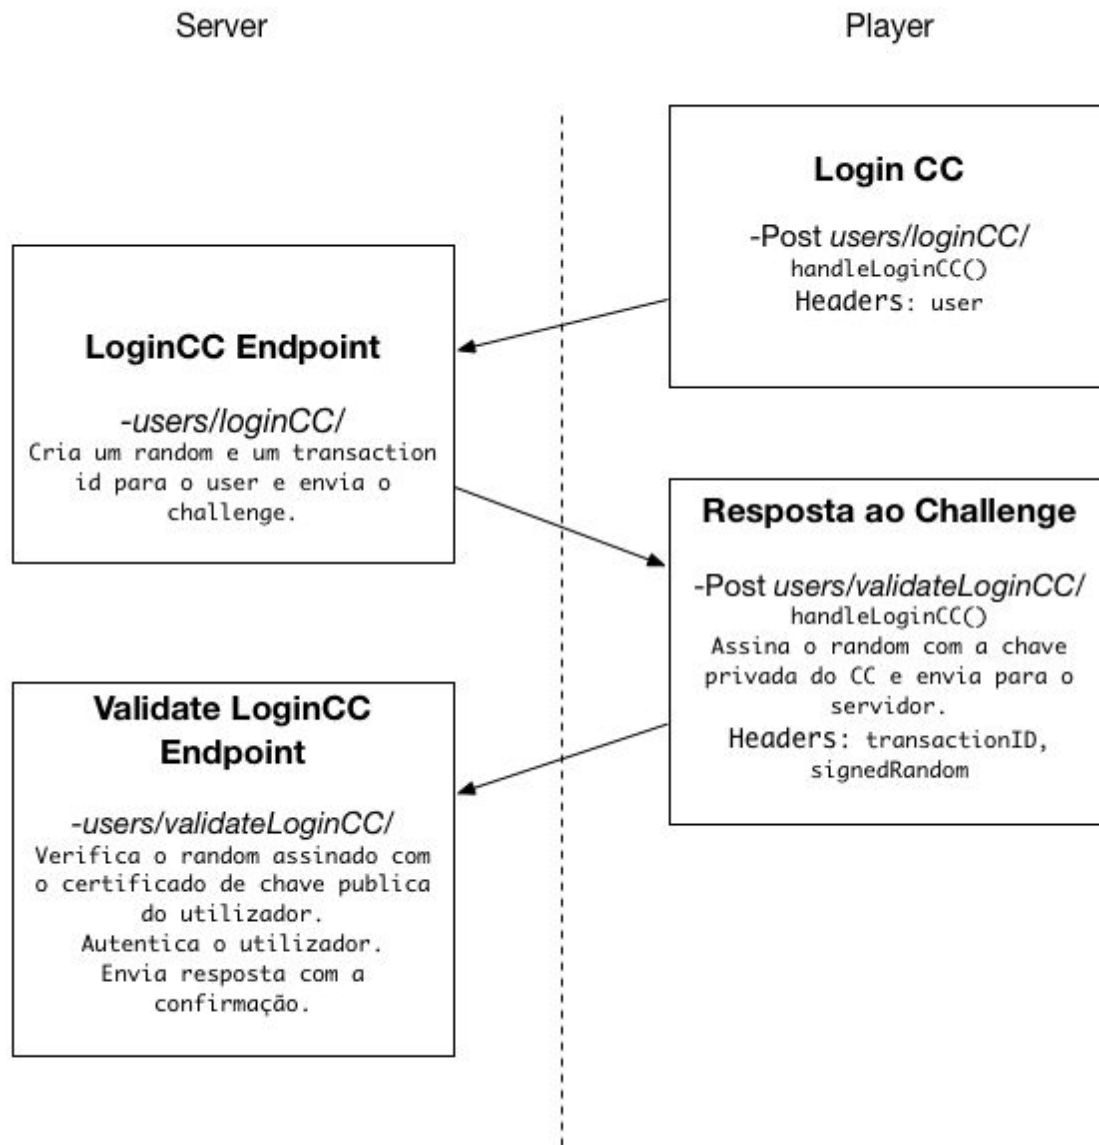 Server
Player
Login CC
-Post users/loginCC/
handleLoginCC()
Headers: user
LoginCC Endpoint
-users/loginCC/
Cria um random e um transaction
id para o user e envia o
challenge.
Resposta ao Challenge
-Post users/validateLoginCC/
handleLoginCC()
Assina o random com a chave
privada do CC e envia para o
servidor.
Headers: transactionID,
signedRandom
Validate LoginCC
Endpoint
-users/validateLoginCC/
Verifica o random assinado com
o certificado de chave publica
do utilizador.
Autentica o utilizador.
Envia resposta com a
confirmação.